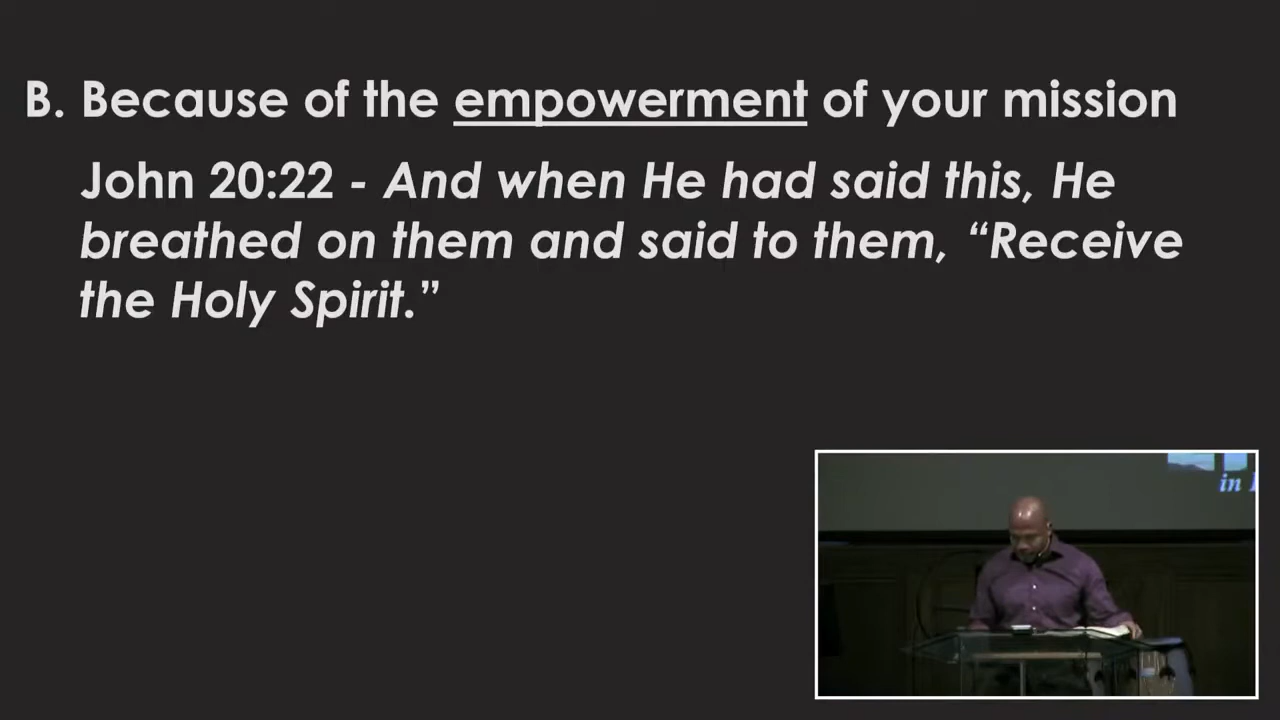 B. Because of the empowerment of your mission
John 20:22 - And when He had said this, He
breathed on them and said to them, “Receive
the Holy Spirit.”
in